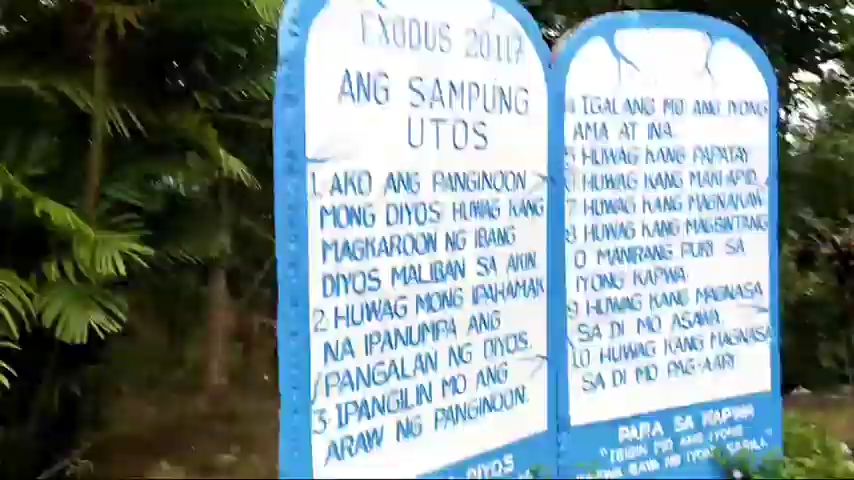 EXODUS 20:1-17
ANG SAMPUNG
UTOS
1. AKO ANG PANGINOON
MONG DIYOS HUWAG KANG
MAGKAROON NG IBANG
DIYOS MALIBAN SA AKIN.
2. HUWAG MONG IPAHAMAK
NA IPANUMPA ANG
PANGALAN NG DIYOS.
3. IPANGILIN MO ANG
ARAW NG PANGINOON.
DIYOS
4 IGALANG MO ANG IYONG
AMA AT INA.
5 HUWAG KANG PAPATAY
6 HUWAG KANG MAKIAPID.
7 HUWAG KANG MAGNAKAW
8 HUWAG KANG MAGBINTANG
O MANIRANG PURI SA
IYONG KAPWA.
9 HUWAG KANG MAGNASA
SA DI MO ASAWA.
10 HUWAG KANG MAGNASA
SA DI MO PAG-AARI
PARA SA KAPWA
"IBIGIN MO ANG IYONG
NG IYONG SARILI."